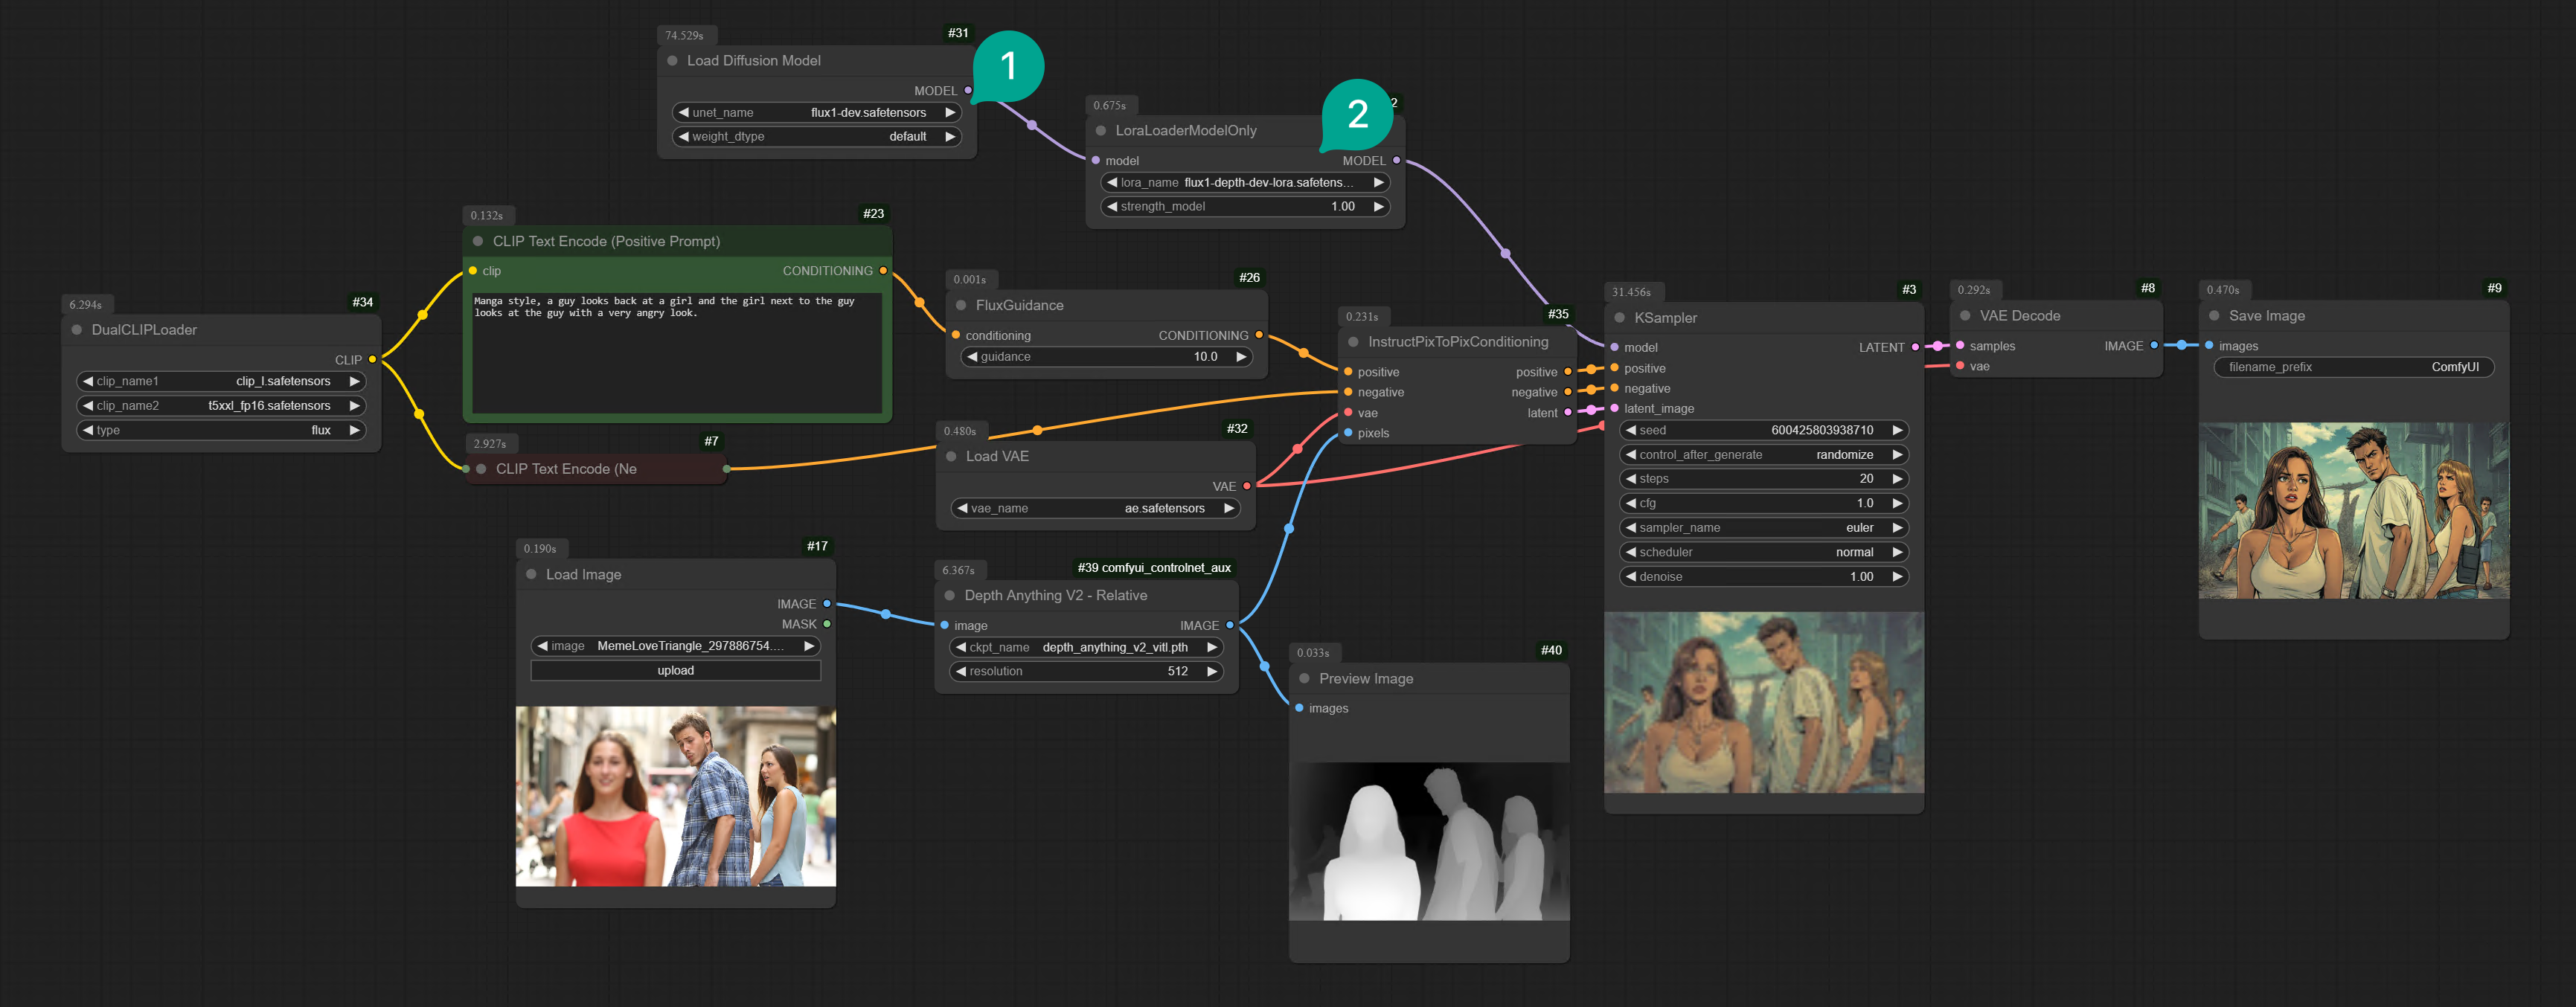 74.529s
#31
Load Diffusion Model
MODEL
unet_name flux1-dev.safetensors
weight_dtype default
1
0.675s
2
LoraLoaderModelOnly
2
model MODEL
lora_name flux1-depth-dev-lora.safetens...
strength_model 1.00
0.132s
#23
CLIP Text Encode (Positive Prompt)
clip CONDITIONING
Manga style, a guy looks back at a girl and the girl next to the guy
looks at the guy with a very angry look.
6.294s
#34
DualCLIPLoader
CLIP
clip_name1 clip_l.safetensors
clip_name2 t5xxl_fp16.safetensors
type flux
2.927s
#7
CLIP Text Encode (Ne
0.001s
#26
FluxGuidance
conditioning CONDITIONING
guidance 10.0
0.480s
#32
Load VAE
VAE
vae_name ae.safetensors
0.190s
#17
Load Image
IMAGE
MASK
image MemeLoveTriangle_297886754....
upload
6.367s
#39 comfyui_controlnet_aux
Depth Anything V2 - Relative
image IMAGE
ckpt_name depth_anything_v2_vitl.pth
resolution 512
0.231s
#35
InstructPixToPixConditioning
positive positive
negative negative
vae latent
pixels
0.033s
#40
Preview Image
images
31.456s
#3
KSampler
model LATENT
positive
negative
latent_image
seed 600425803938710
control_after_generate randomize
steps 20
cfg 1.0
sampler_name euler
scheduler normal
denoise 1.00
0.292s
#8
VAE Decode
samples IMAGE
vae
0.470s
#9
Save Image
images
filename_prefix ComfyUI